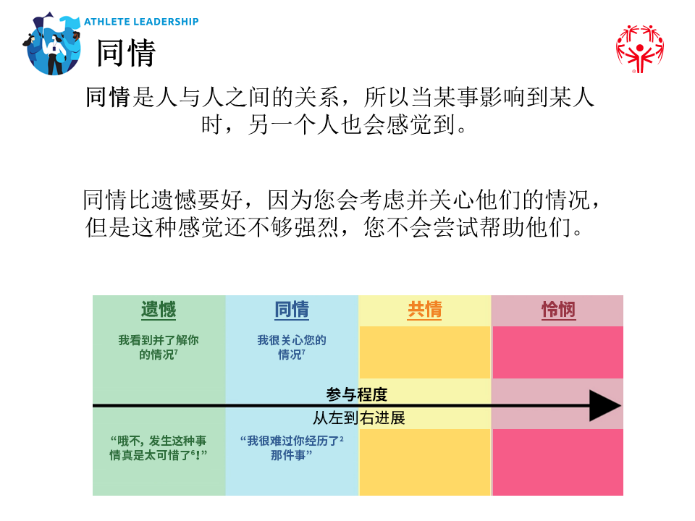 ATHLETE LEADERSHIP
同情
同情是人与人之间的关系，所以当某事影响到某人
时，另一个人也会感觉到。
同情比遗憾要好，因为您会考虑并关心他们的情况，
但是这种感觉还不够强烈，您不会尝试帮助他们。
遗憾
同情
共情
怜悯
我看到并了解你
的情况⁷
我很关心您的
情况⁷
参与程度
从左到右进展
“哦不，发生这种事
情真是太可惜了⁶！”
“我很难过你经历了²
那件事”